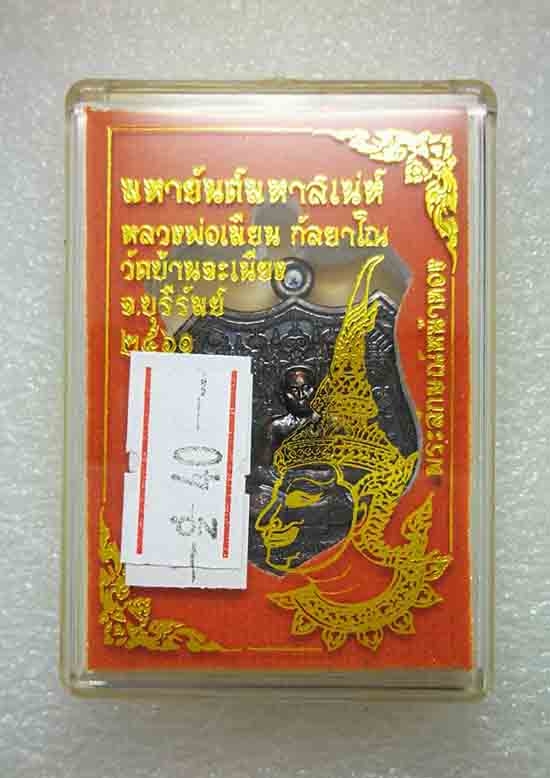 มหายันต์มหาเสน่ห์
หลวงพ่อเมียน กัลยาโณ
วัดบ้านจะเนียง
จ.บุรีรัมย์
๒๕๖๑
240